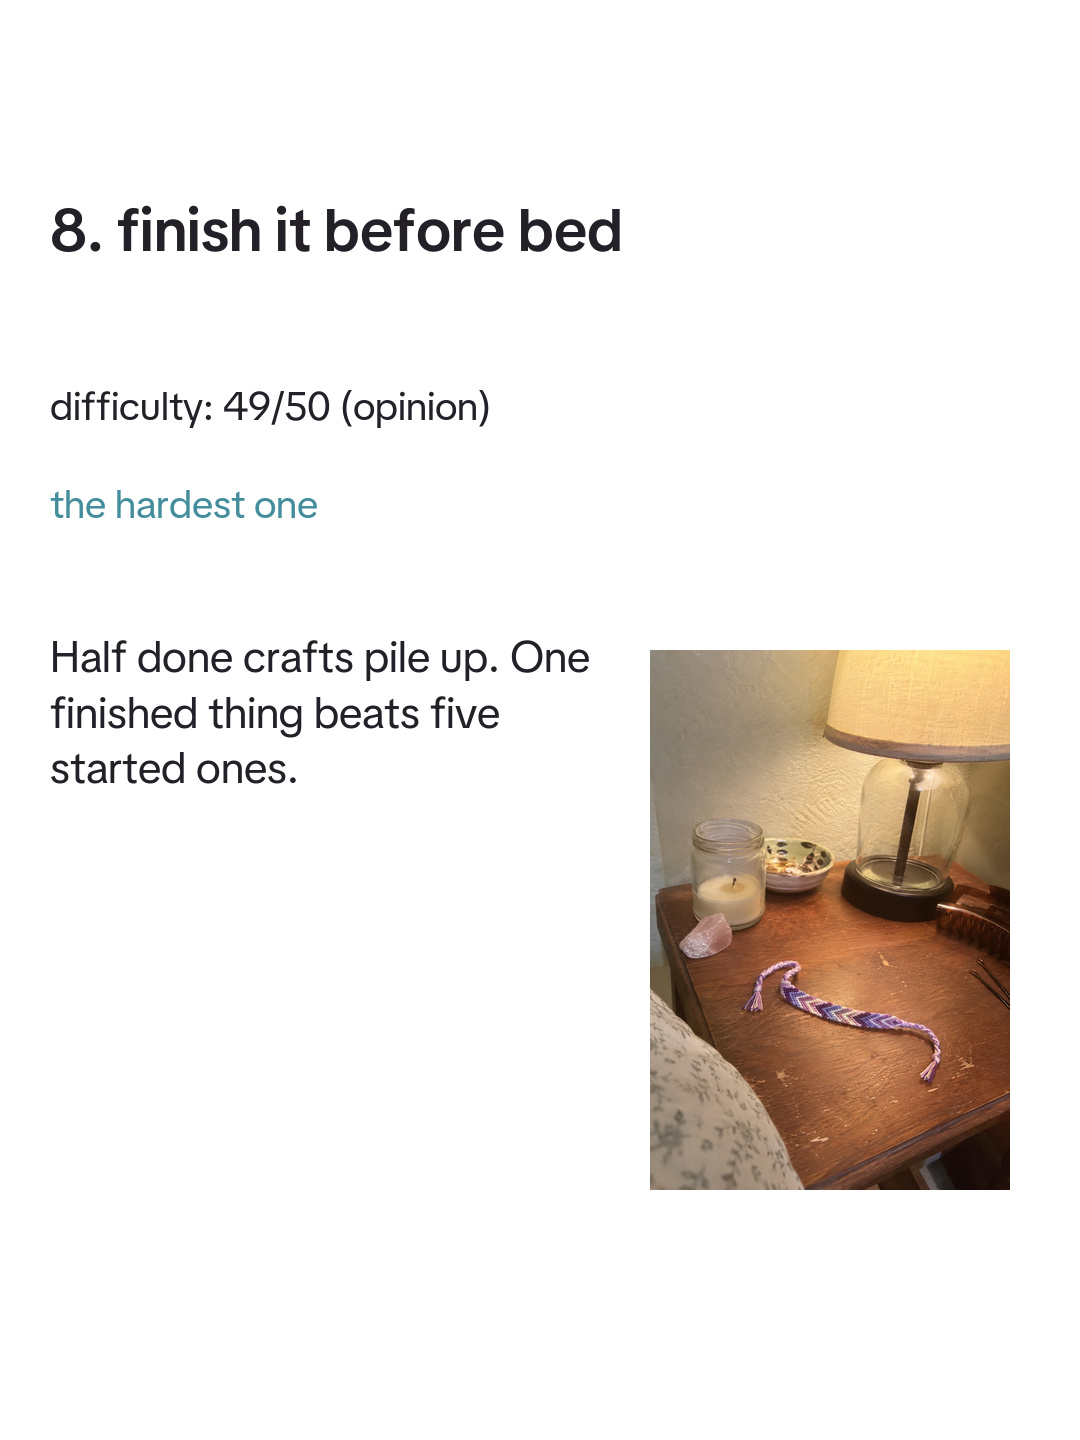 8. finish it before bed
difficulty: 49/50 (opinion)
the hardest one
Half done crafts pile up. One
finished thing beats five
started ones.